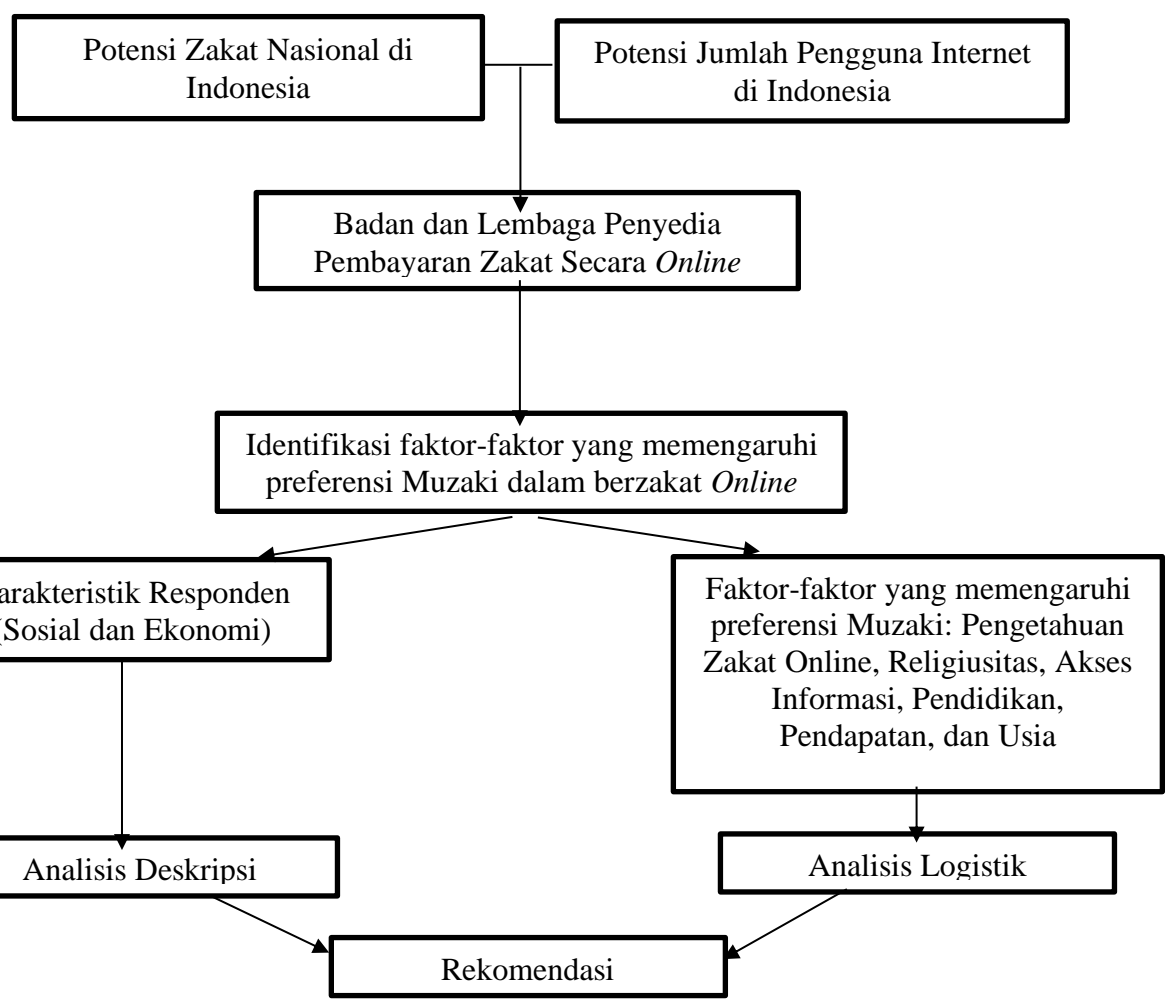 Potensi Zakat Nasional di
Indonesia
Potensi Jumlah Pengguna Internet
di Indonesia
Badan dan Lembaga Penyedia
Pembayaran Zakat Secara Online
Identifikasi faktor-faktor yang memengaruhi
preferensi Muzaki dalam berzakat Online
arakteristik Responden
(Sosial dan Ekonomi)
Faktor-faktor yang memengaruhi
preferensi Muzaki: Pengetahuan
Zakat Online, Religiusitas, Akses
Informasi, Pendidikan,
Pendapatan, dan Usia
Analisis Deskripsi
Analisis Logistik
Rekomendasi